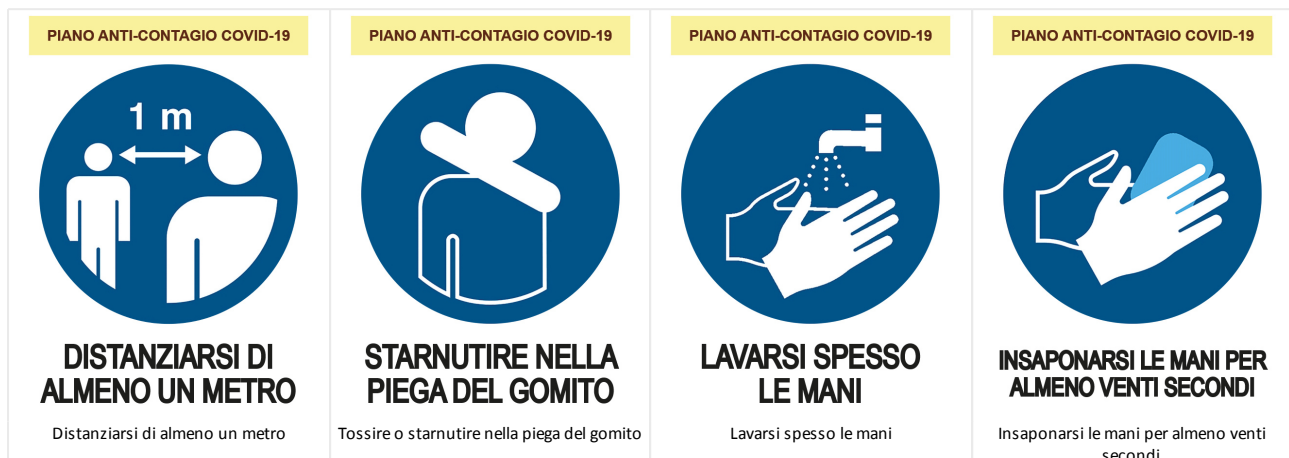 PIANO ANTI-CONTAGIO COVID-19
1 m
DISTANZIARSI DI
ALMENO UN METRO
Distanziarsi di almeno un metro
PIANO ANTI-CONTAGIO COVID-19
STARNUTIRE NELLA
PIEGA DEL GOMITO
Tossire o starnutire nella piega del gomito
PIANO ANTI-CONTAGIO COVID-19
LAVARSI SPESSO
LE MANI
Lavarsi spesso le mani
PIANO ANTI-CONTAGIO COVID-19
INSAPONARSI LE MANI PER
ALMENO VENTI SECONDI
Insaponarsi le mani per almeno venti
secondi